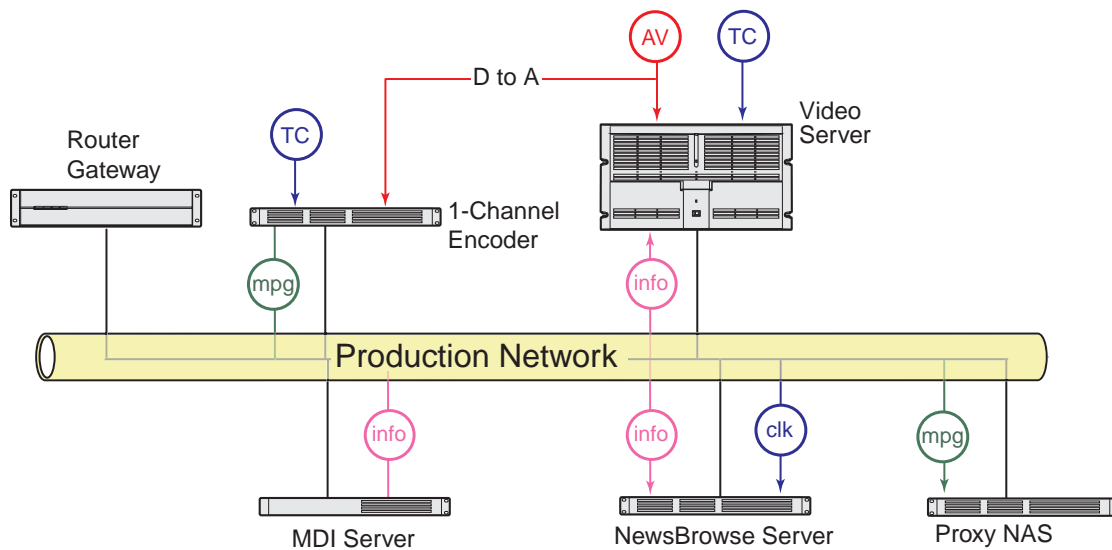 AV
TC
D to A
Video
Server
TC
Router
Gateway
1-Channel
Encoder
mpg
info
Production Network
info
info
clk
mpg
MDI Server
NewsBrowse Server
Proxy NAS